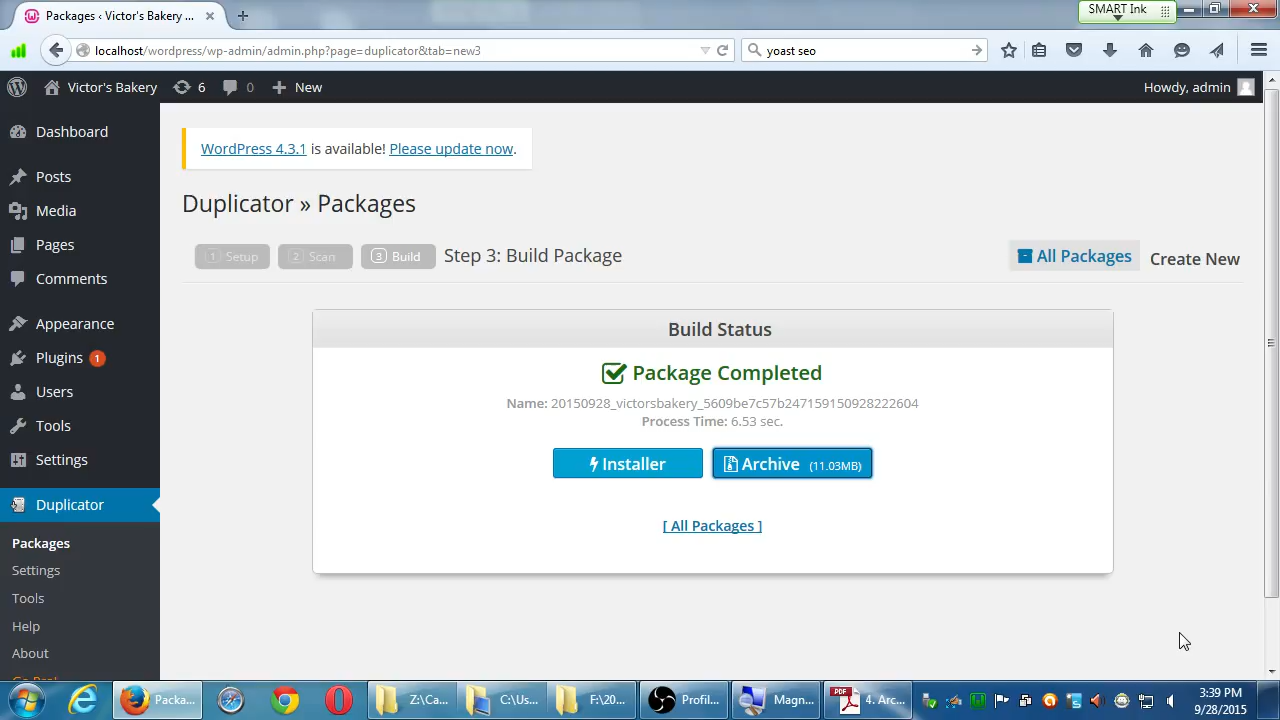 SMART Ink
Packages ‹ Victor's Bakery ...
localhost/wordpress/wp-admin/admin.php?page=duplicator&tab=new3
yoast seo
Victor's Bakery
6
0
New
Howdy, admin
Dashboard
Posts
Media
Pages
Comments
Appearance
Plugins 1
Users
Tools
Settings
Duplicator
Packages
Settings
Tools
Help
About
WordPress 4.3.1 is available! Please update now.
Duplicator » Packages
1 Setup
2 Scan
3 Build
Step 3: Build Package
All Packages
Create New
Build Status
Package Completed
Name: 20150928_victorsbakery_5609be7c57b247159150928222604
Process Time: 6.53 sec.
Installer
Archive (11.03MB)
[ All Packages ]
Packa...
Z:\Ca...
C:\Us...
F:\20...
Profil...
Magn...
PDF
4. Arc...
3:39 PM
9/28/2015